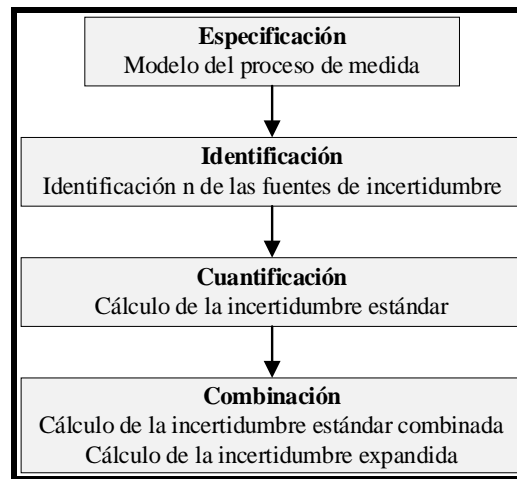 Especificación
Modelo del proceso de medida
Identificación
Identificación n de las fuentes de incertidumbre
Cuantificación
Cálculo de la incertidumbre estándar
Combinación
Cálculo de la incertidumbre estándar combinada
Cálculo de la incertidumbre expandida